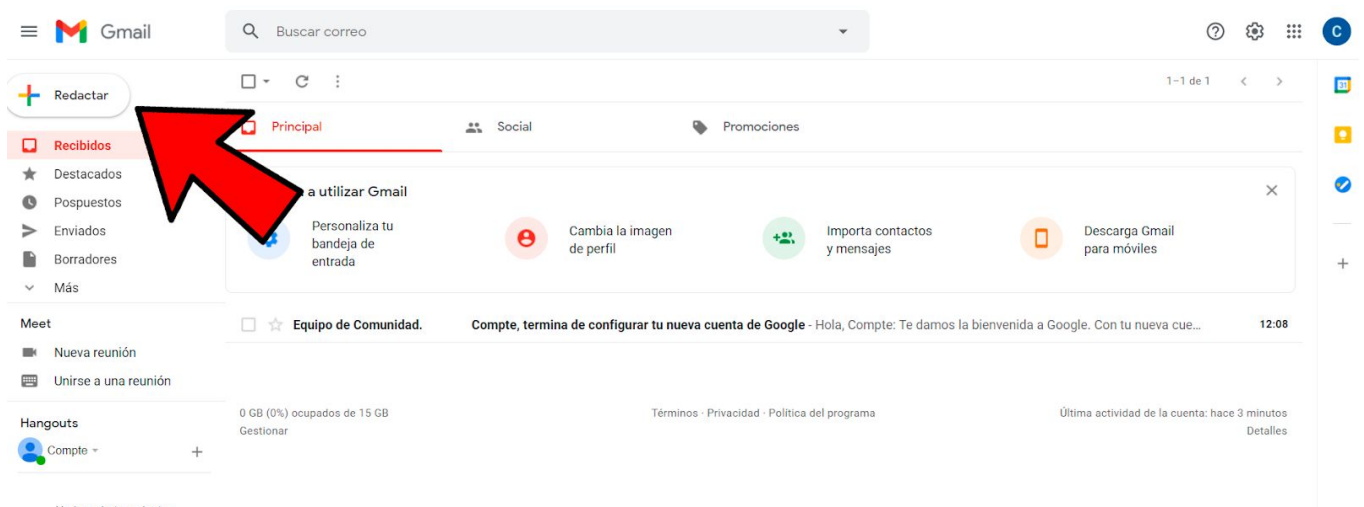 Gmail
Buscar correo
C
Redactar
1–1 de 1
31
Principal
Social
Promociones
Recibidos
Destacados
Pospuestos
Enviados
Borradores
Más
a utilizar Gmail
Personaliza tu
bandeja de
entrada
Cambia la imagen
de perfil
Importa contactos
y mensajes
Descarga Gmail
para móviles
Equipo de Comunidad. Compte, termina de configurar tu nueva cuenta de Google - Hola, Compte: Te damos la bienvenida a Google. Con tu nueva cue... 12:08
Meet
Nueva reunión
Unirse a una reunión
Hangouts
Compte
0 GB (0%) ocupados de 15 GB
Gestionar
Términos · Privacidad · Política del programa
Última actividad de la cuenta: hace 3 minutos
Detalles